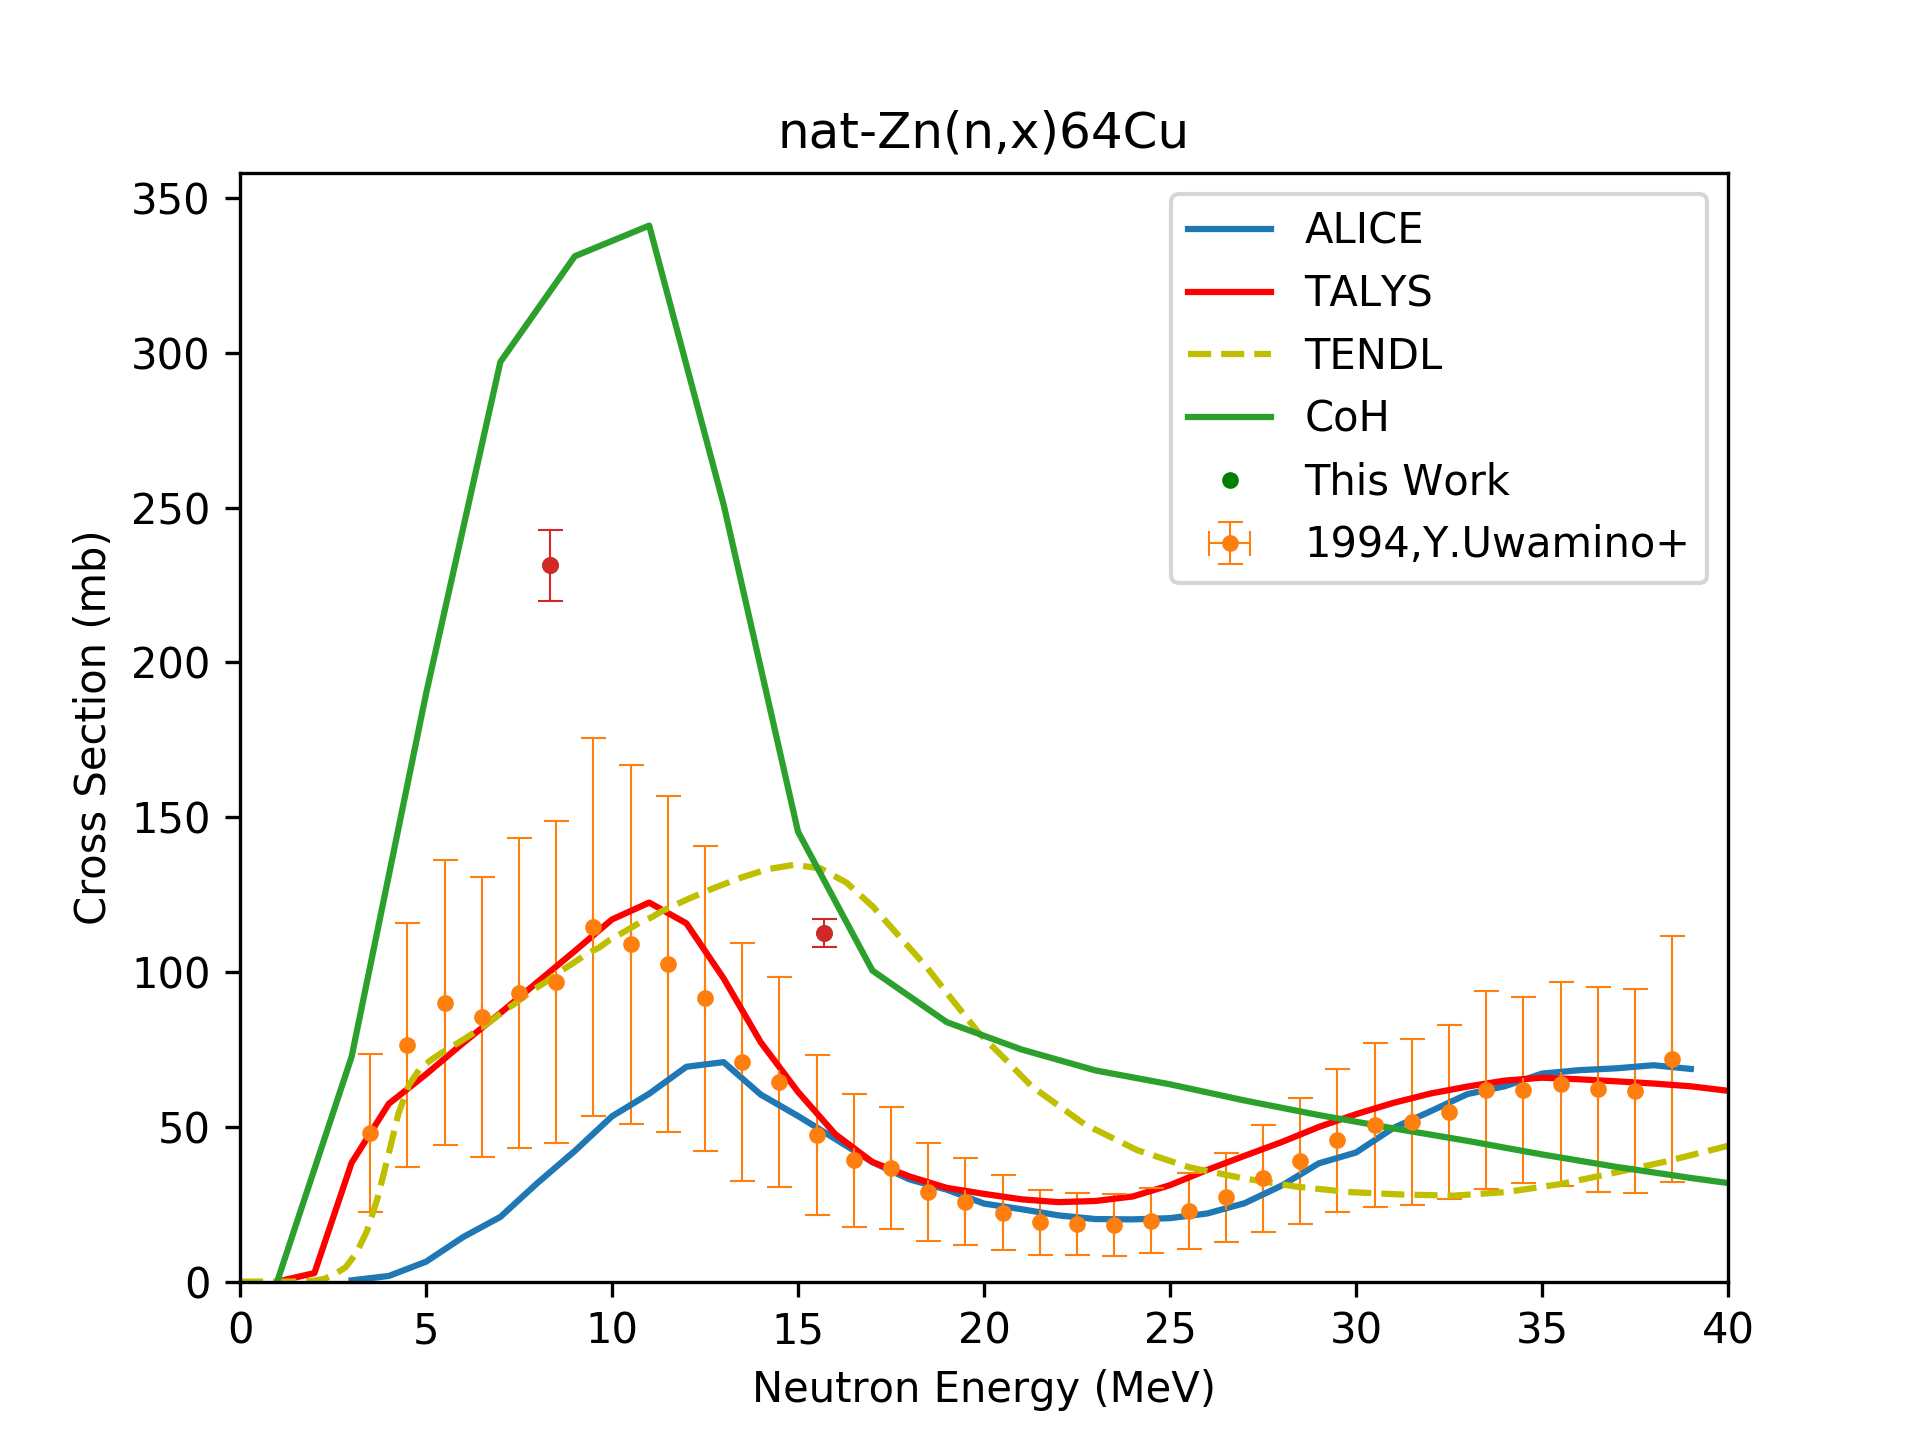 nat-Zn(n,x)64Cu
350
300
250
200
150
100
50
0
Cross Section (mb)
0 5 10 15 20 25 30 35 40
Neutron Energy (MeV)
ALICE
TALYS
TENDL
CoH
This Work
1994,Y.Uwamino+